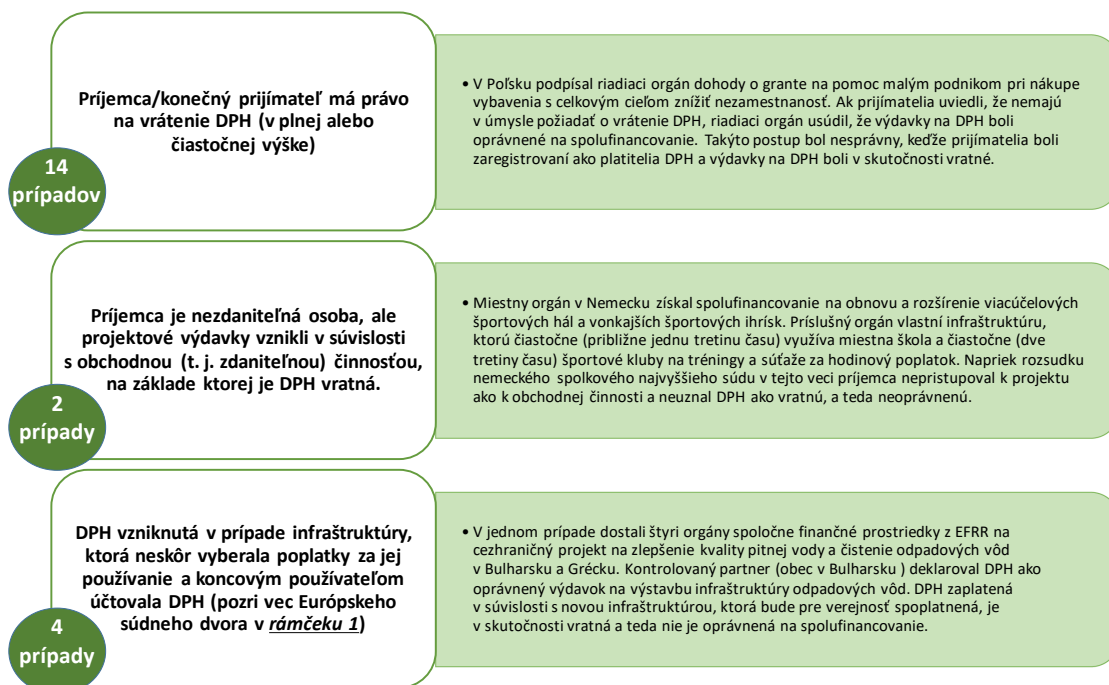 Príjemca/konečný prijímateľ má právo
na vrátenie DPH (v plnej alebo
čiastočnej výške)
14
prípadov
• V Poľsku podpísal riadiaci orgán dohody o grante na pomoc malým podnikom pri nákupe
vybavenia s celkovým cieľom znížiť nezamestnanosť. Ak prijímatelia uviedli, že nemajú
v úmysle požiadať o vrátenie DPH, riadiaci orgán usúdil, že výdavky na DPH boli
oprávnené na spolufinancovanie. Takýto postup bol nesprávny, keďže prijímatelia boli
zaregistrovaní ako platitelia DPH a výdavky na DPH boli v skutočnosti vratné.
Príjemca je nezdaniteľná osoba, ale
projektové výdavky vznikli v súvislosti
s obchodnou (t. j. zdaniteľnou) činnosťou,
na základe ktorej je DPH vratná.
2
prípady
• Miestny orgán v Nemecku získal spolufinancovanie na obnovu a rozšírenie viacúčelových
športových hál a vonkajších športových ihrísk. Príslušný orgán vlastní infraštruktúru,
ktorú čiastočne (približne jednu tretinu času) využíva miestna škola a čiastočne (dve
tretiny času) športové kluby na tréningy a súťaže za hodinový poplatok. Napriek rozsudku
nemeckého spolkového najvyššieho súdu v tejto veci príjemca nepristupoval k projektu
ako k obchodnej činnosti a neuznal DPH ako vratnú, a teda neoprávnenú.
DPH vzniknutá v prípade infraštruktúry,
ktorá neskôr vyberala poplatky za jej
používanie a koncovým používateľom
účtovala DPH (pozri vec Európskeho
súdneho dvora v rámčeku 1)
4
prípady
• V jednom prípade dostali štyri orgány spoločne finančné prostriedky z EFRR na
cezhraničný projekt na zlepšenie kvality pitnej vody a čistenie odpadových vôd
v Bulharsku a Grécku. Kontrolovaný partner (obec v Bulharsku ) deklaroval DPH ako
oprávnený výdavok na výstavbu infraštruktúry odpadových vôd. DPH zaplatená
v súvislosti s novou infraštruktúrou, ktorá bude pre verejnosť spoplatnená, je
v skutočnosti vratná a teda nie je oprávnená na spolufinancovanie.